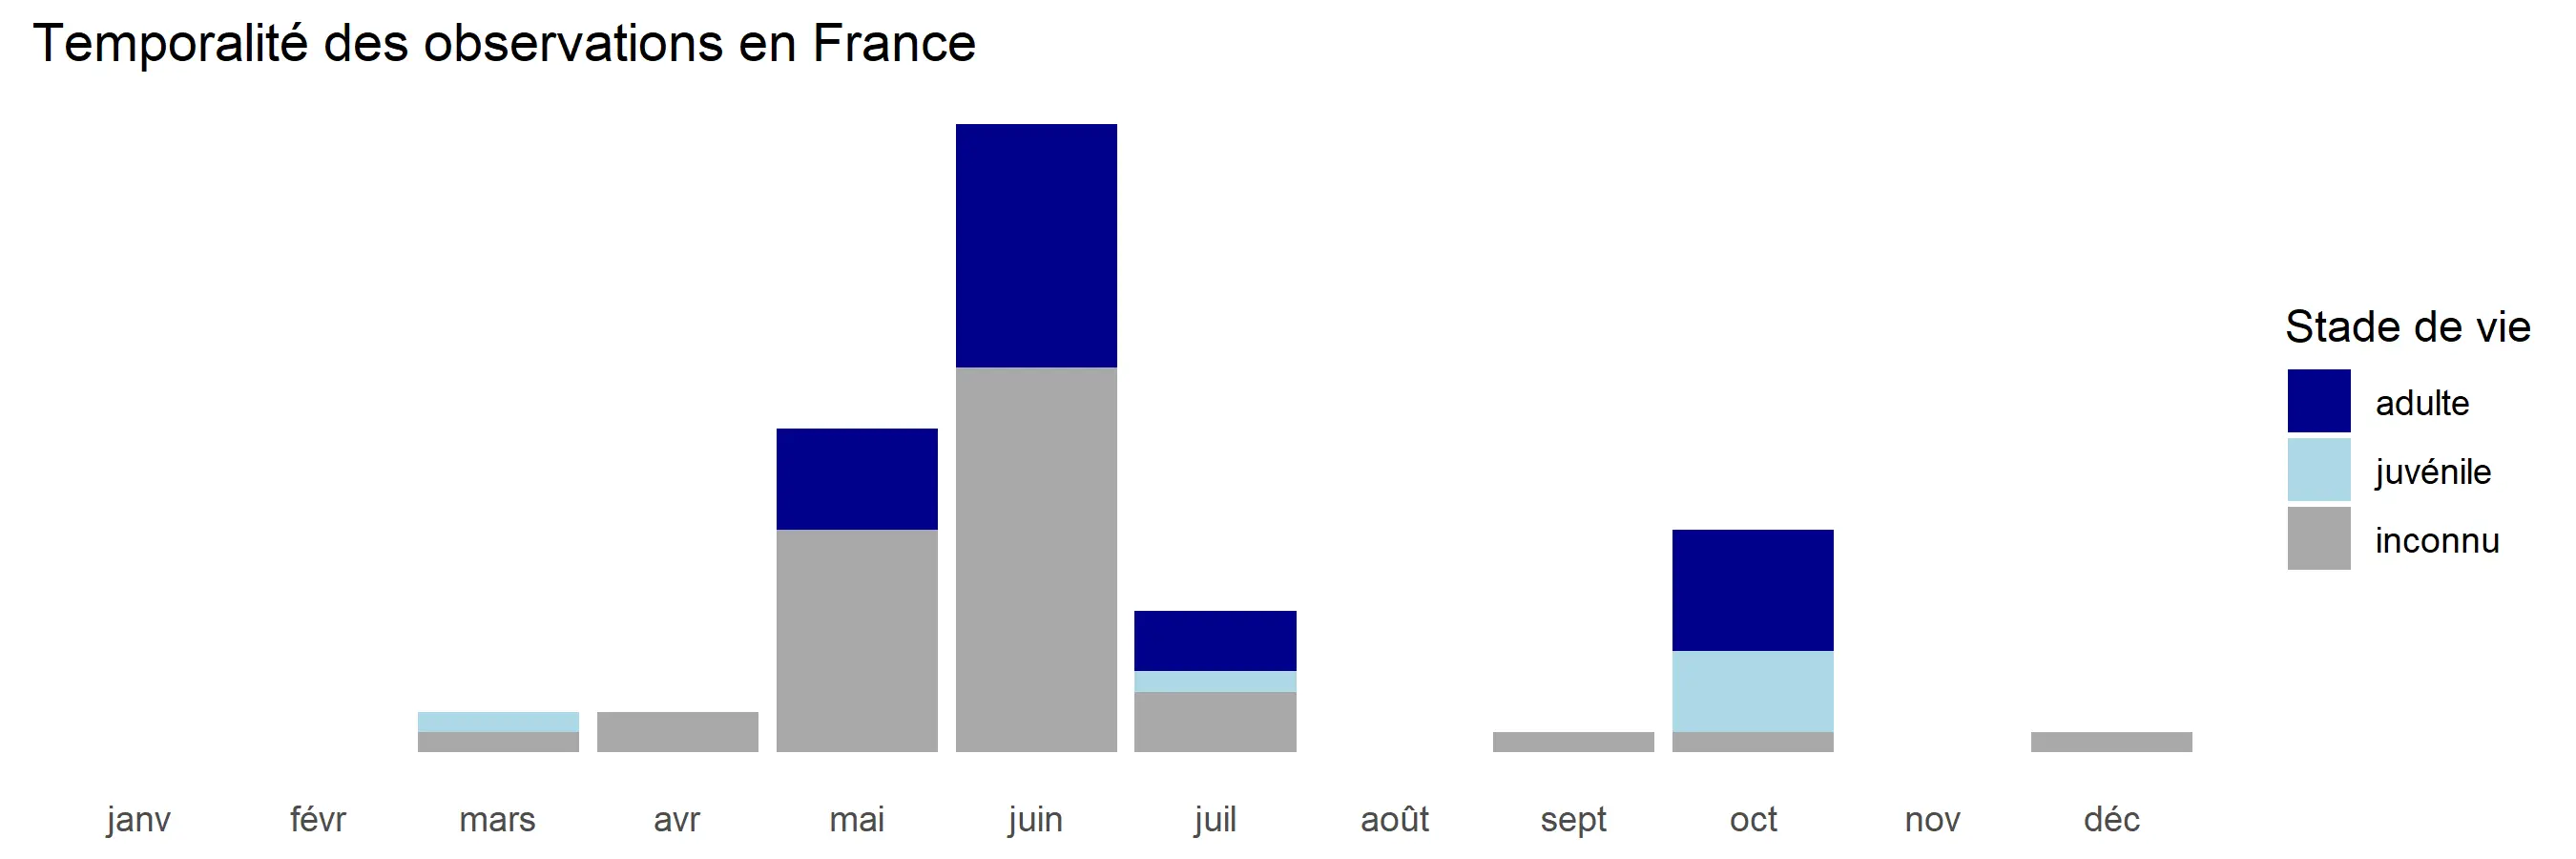 Temporalité des observations en France
Stade de vie
adulte
juvénile
inconnu
janv févr mars avr mai juin juil août sept oct nov déc